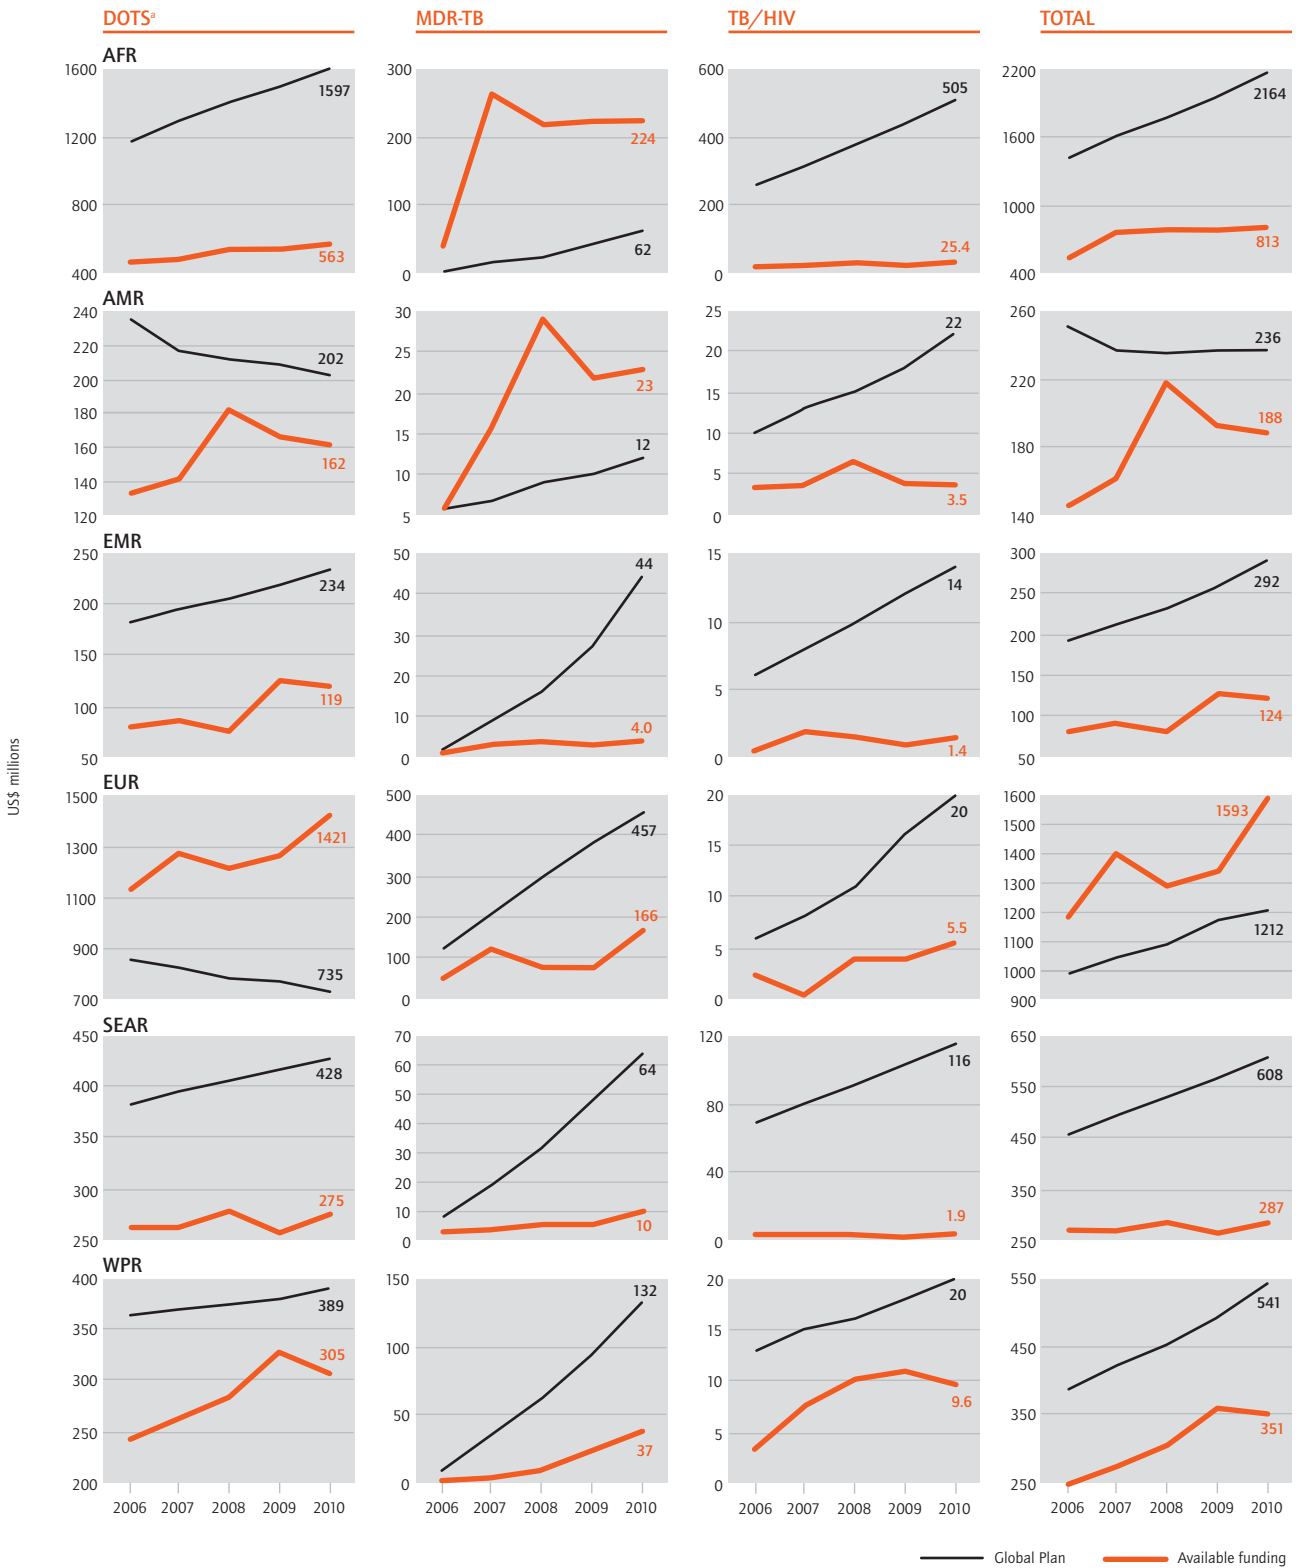 DOTSᵃ MDR-TB TB/HIV TOTAL
AFR
1600 300 600 2200
1597 505 2164
1200 200 400 1600
224
800 100 200 1000
25.4 813
563 62
400 0 0 400
AMR
240 30 25 260
22 236
220 25 20
202 220
200 20 15 188
23
180 15 10 180
162 12
160 10 5
3.5
140
120 5 0 140
EMR
250 50 15 300
44
234 14 292
200 40 10 250
30 200
150 20 5 150
119 4.0 124
100 10 1.4 100
50 0 0 50
US$ millions
EUR
1500 500 20 1600
1593
1421 457 20 1500
1300 400 15 1400
300 1300
1100 10 1200
200 166 5.5 1212
900 5 1100
735 100 1000
700 0 0 900
SEAR
450 70 120 650
60 116
428 64 608
400 50 80 550
40
350 30 450
20 40
300 350
275 10 1.9 287
10
250 0 0 250
WPR
400 150 20 550
132
389 20 541
350 100 15 450
305
300 10
50 9.6 350
37 351
250 5
200 0 0 250
2006 2007 2008 2009 2010 2006 2007 2008 2009 2010 2006 2007 2008 2009 2010 2006 2007 2008 2009 2010
Global Plan Available funding